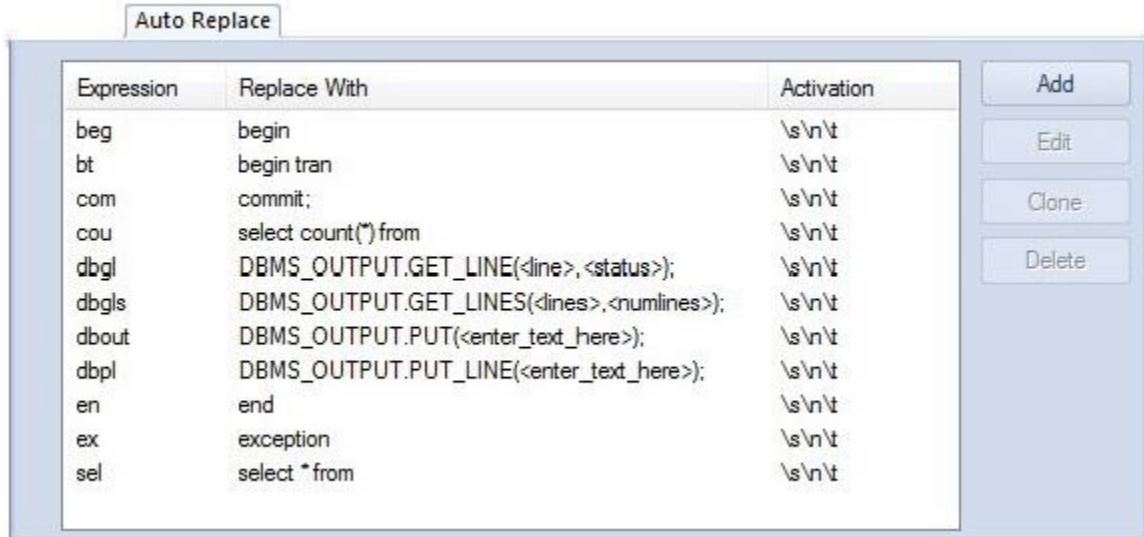 Auto Replace
Expression Replace With Activation
beg begin \s\n\t
bt begin tran \s\n\t
com commit; \s\n\t
cou select count(*) from \s\n\t
dbgl DBMS_OUTPUT.GET_LINE(<line>,<status>); \s\n\t
dbgls DBMS_OUTPUT.GET_LINES(<lines>,<numlines>); \s\n\t
dbout DBMS_OUTPUT.PUT(<enter_text_here>); \s\n\t
dbpl DBMS_OUTPUT.PUT_LINE(<enter_text_here>); \s\n\t
en end \s\n\t
ex exception \s\n\t
sel select * from \s\n\t
Add
Edit
Clone
Delete